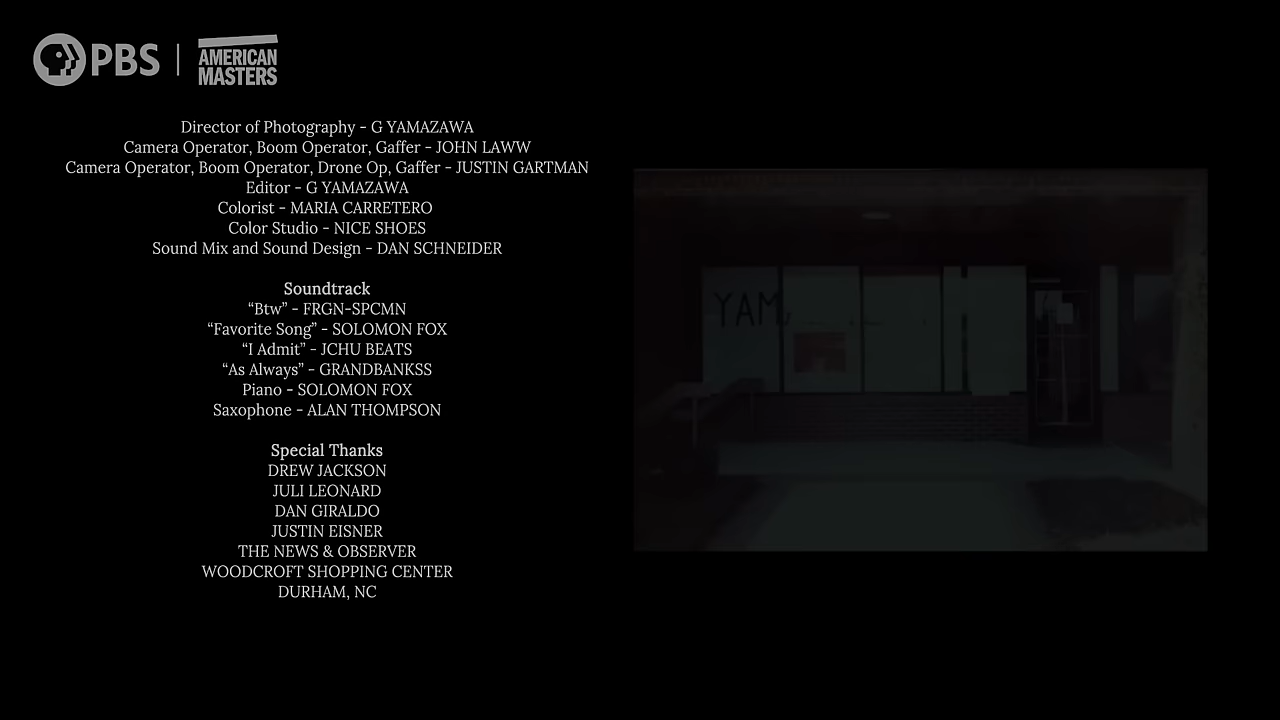 PBS | AMERICAN
MASTERS
Director of Photography - G YAMAZAWA
Camera Operator, Boom Operator, Gaffer - JOHN LAWW
Camera Operator, Boom Operator, Drone Op, Gaffer - JUSTIN GARTMAN
Editor - G YAMAZAWA
Colorist - MARIA CARRETERO
Color Studio - NICE SHOES
Sound Mix and Sound Design - DAN SCHNEIDER
Soundtrack
“Btw” - FRGN-SPCMN
“Favorite Song” - SOLOMON FOX
“I Admit” - JCHU BEATS
“As Always” - GRANDBANKSS
Piano - SOLOMON FOX
Saxophone - ALAN THOMPSON
Special Thanks
DREW JACKSON
JULI LEONARD
DAN GIRALDO
JUSTIN EISNER
THE NEWS & OBSERVER
WOODCROFT SHOPPING CENTER
DURHAM, NC